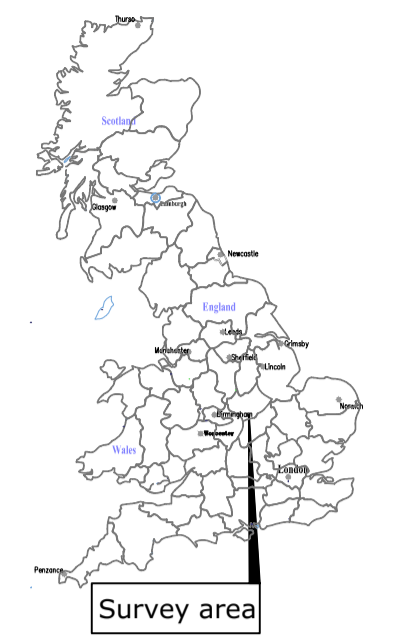 Thurso
Scotland
Edinburgh
Glasgow
Newcastle
England
Leeds
Manchester
Grimsby
Sheffield
Lincoln
Norwich
Birmingham
Worcester
Wales
London
Penzance
Survey area